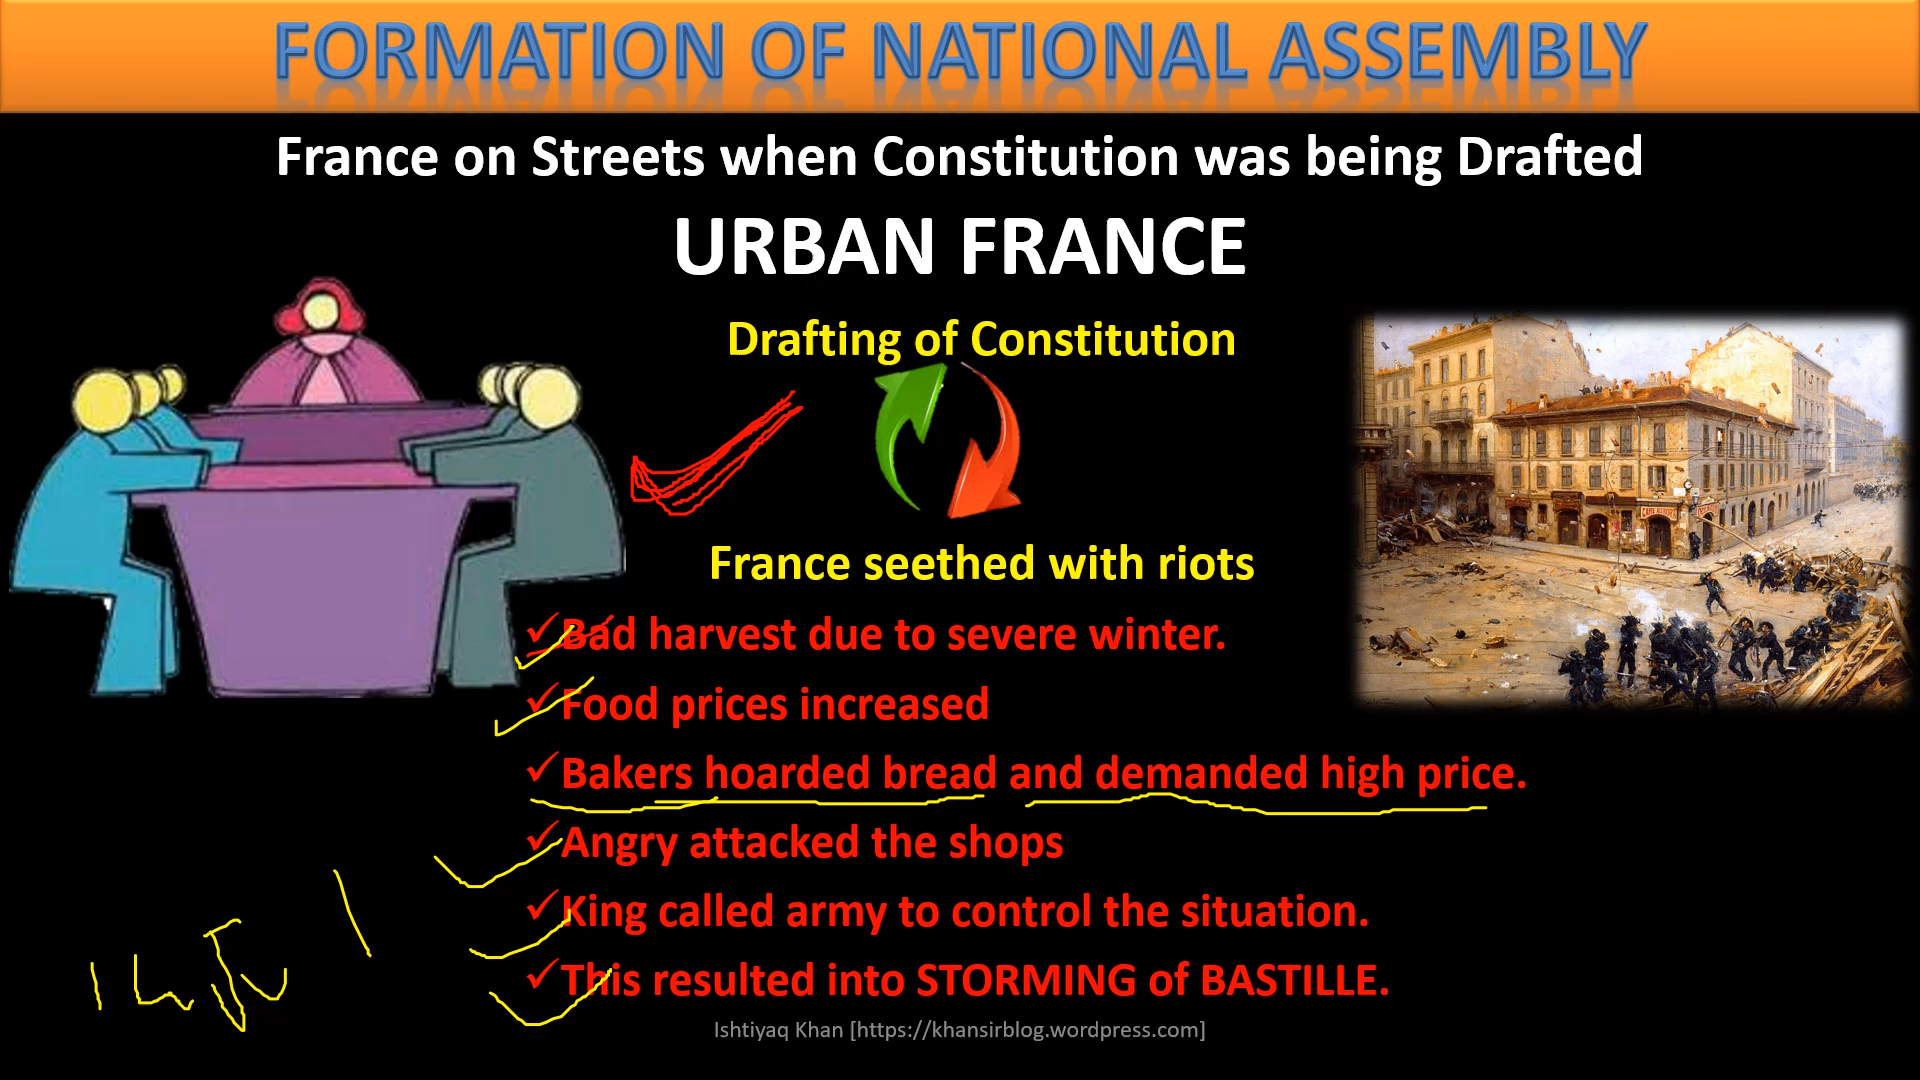 FORMATION OF NATIONAL ASSEMBLY
France on Streets when Constitution was being Drafted
URBAN FRANCE
Drafting of Constitution
France seethed with riots
✓Bad harvest due to severe winter.
✓Food prices increased
✓Bakers hoarded bread and demanded high price.
✓Angry attacked the shops
✓King called army to control the situation.
✓This resulted into STORMING of BASTILLE.
14 Jul
Ishtiyaq Khan [https://khansirblog.wordpress.com]